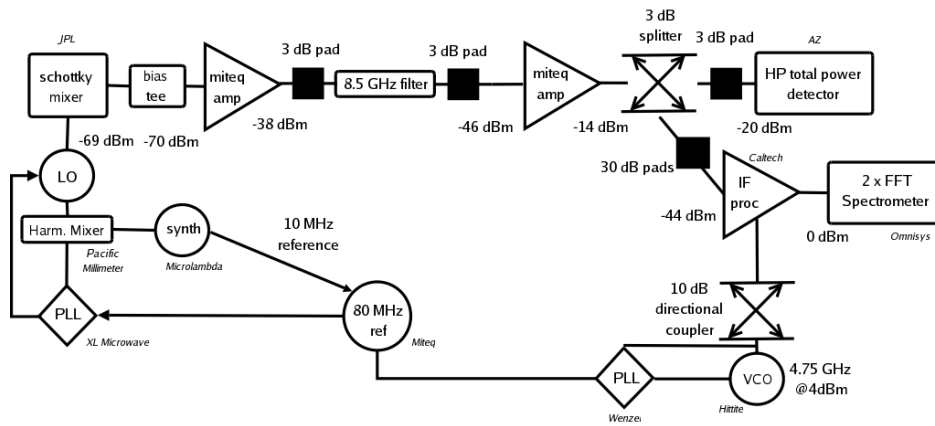 JPL
schottky
mixer
bias
tee
miteq
amp
3 dB pad
8.5 GHz filter
3 dB pad
miteq
amp
3 dB
splitter
3 dB pad
AZ
HP total power
detector
-69 dBm
-70 dBm
-38 dBm
-46 dBm
-14 dBm
-20 dBm
30 dB pads
Caltech
IF
proc
-44 dBm
2 x FFT
Spectrometer
0 dBm
Omnisys
LO
Harm. Mixer
Pacific
Millimeter
synth
Microlambda
10 MHz
reference
PLL
XL Microwave
80 MHz
ref
Miteq
10 dB
directional
coupler
PLL
Wenzel
VCO
Hittite
4.75 GHz
@4dBm